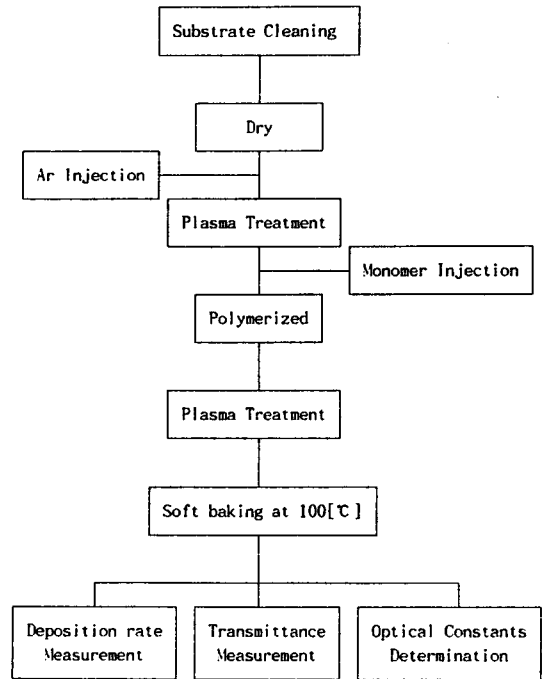 Substrate Cleaning
Dry
Ar Injection
Plasma Treatment
Monomer Injection
Polymerized
Plasma Treatment
Soft baking at 100[℃]
Deposition rate
Measurement
Transmittance
Measurement
Optical Constants
Determination